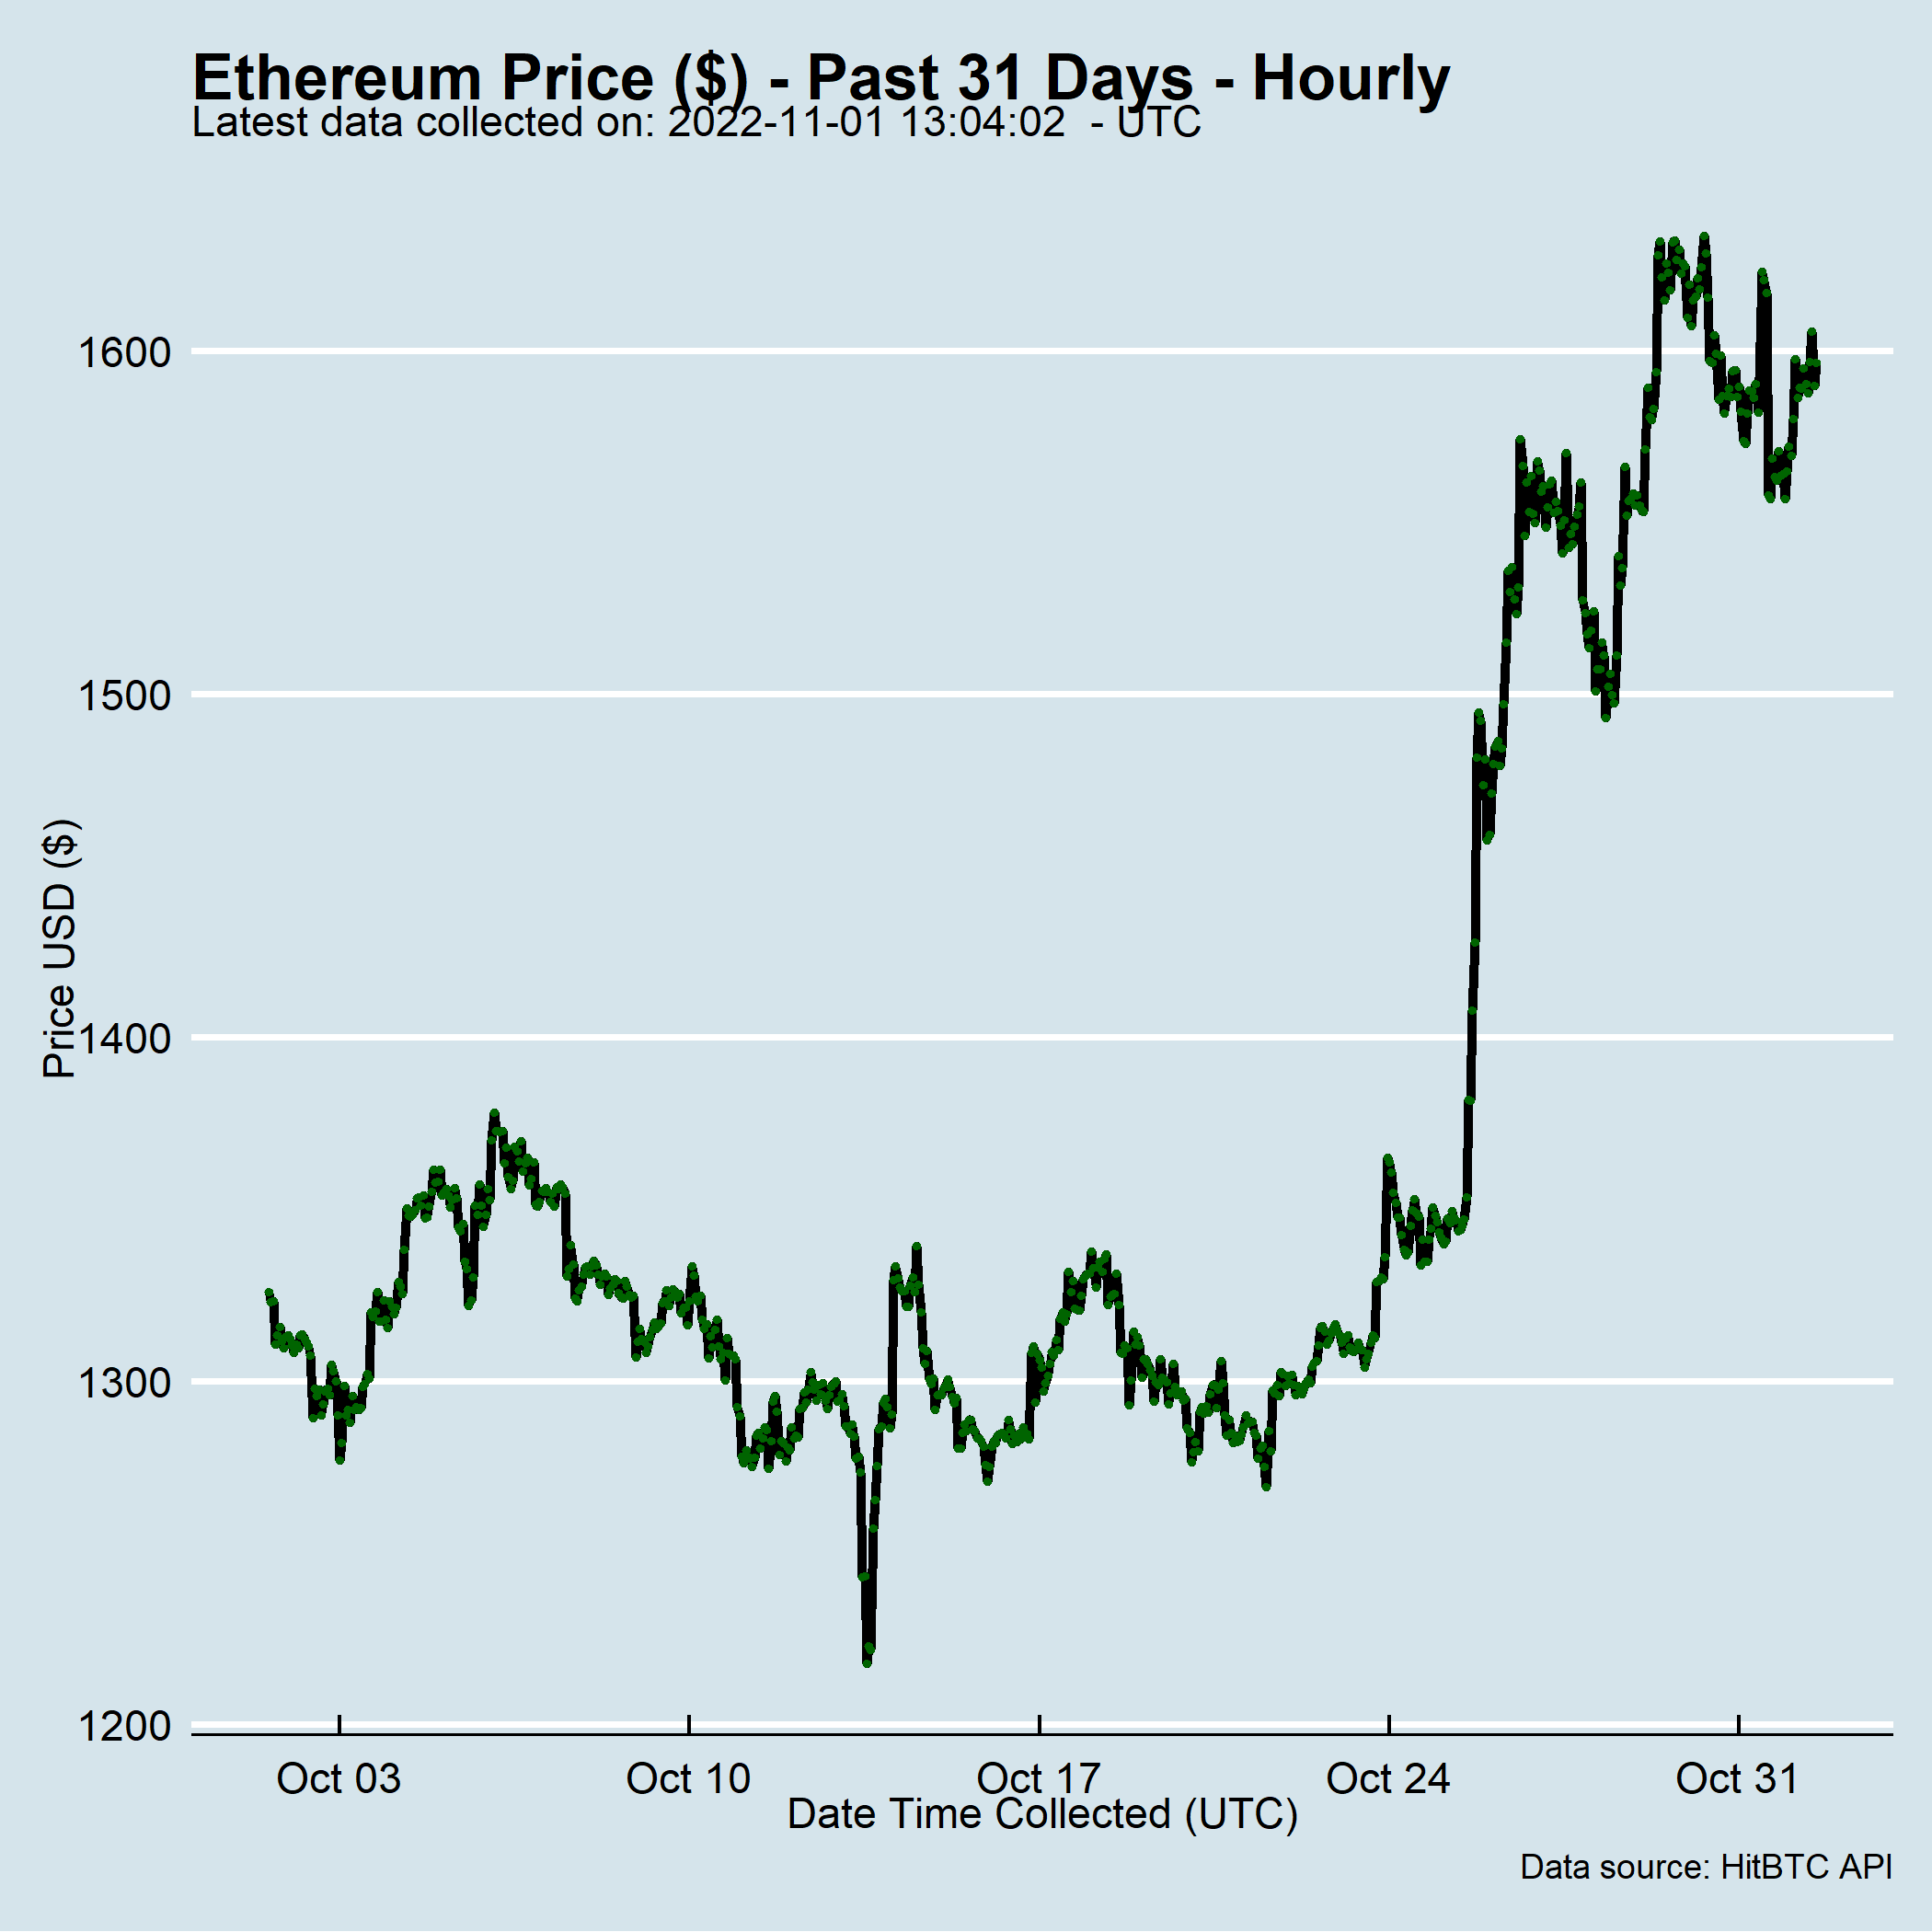 Ethereum Price ($) - Past 31 Days - Hourly
Latest data collected on: 2022-11-01 13:04:02  - UTC
1600
1500
1400
1300
1200
Price USD ($)
Oct 03
Oct 10
Oct 17
Oct 24
Oct 31
Date Time Collected (UTC)
Data source: HitBTC API